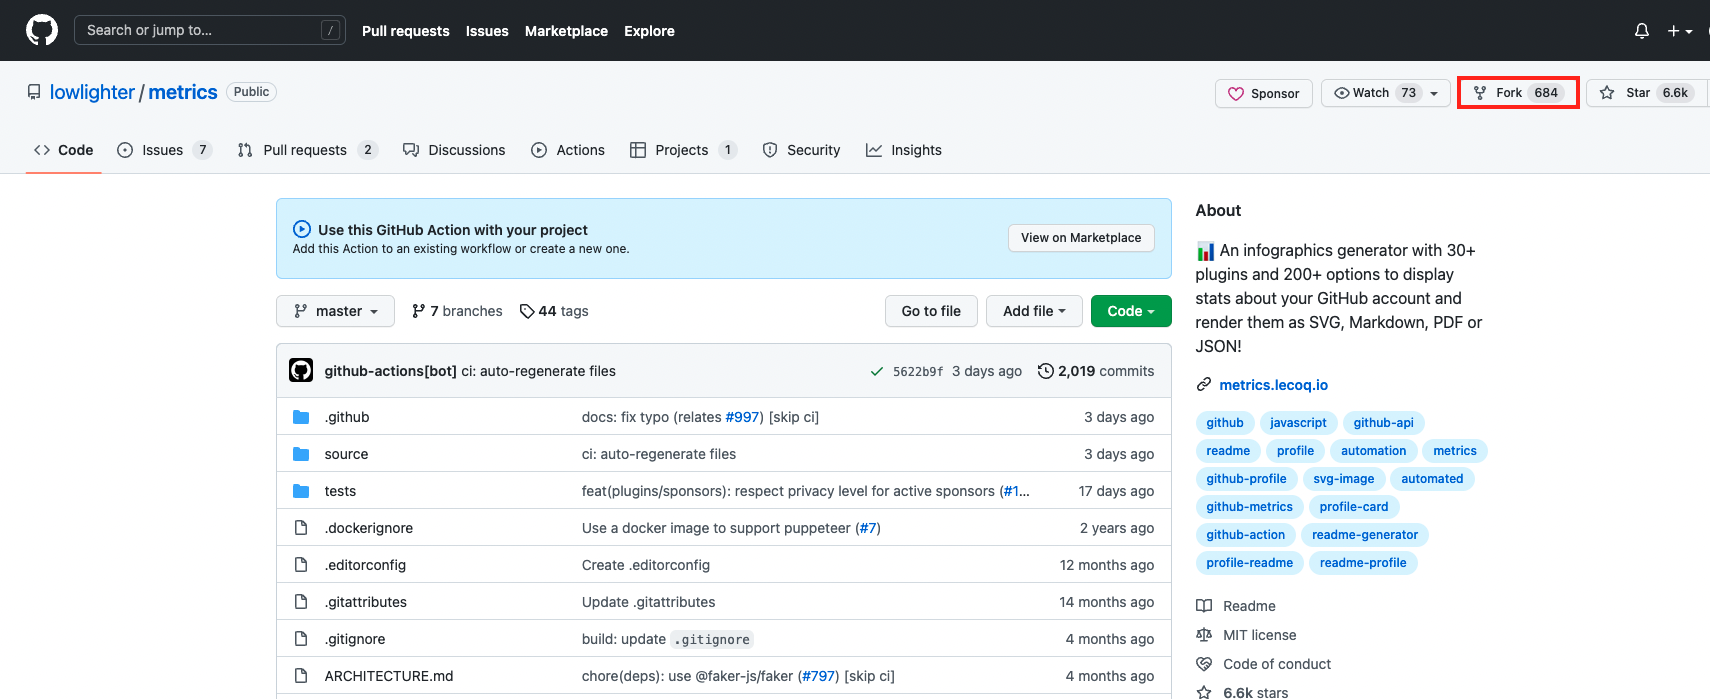 Search or jump to... /
Pull requests Issues Marketplace Explore
lowlighter / metrics Public
Sponsor Watch 73 Fork 684 Star 6.6k
Code Issues 7 Pull requests 2 Discussions Actions Projects 1 Security Insights
Use this GitHub Action with your project
Add this Action to an existing workflow or create a new one.
View on Marketplace
master 7 branches 44 tags Go to file Add file Code
github-actions[bot] ci: auto-regenerate files 5622b9f 3 days ago 2,019 commits
.github docs: fix typo (relates #997) [skip ci] 3 days ago
source ci: auto-regenerate files 3 days ago
tests feat(plugins/sponsors): respect privacy level for active sponsors (#1... 17 days ago
.dockerignore Use a docker image to support puppeteer (#7) 2 years ago
.editorconfig Create .editorconfig 12 months ago
.gitattributes Update .gitattributes 14 months ago
.gitignore build: update .gitignore 4 months ago
ARCHITECTURE.md chore(deps): use @faker-js/faker (#797) [skip ci] 4 months ago
About
📊 An infographics generator with 30+
plugins and 200+ options to display
stats about your GitHub account and
render them as SVG, Markdown, PDF or
JSON!
metrics.lecoq.io
github javascript github-api
readme profile automation metrics
github-profile svg-image automated
github-metrics profile-card
github-action readme-generator
profile-readme readme-profile
Readme
MIT license
Code of conduct
6.6k stars